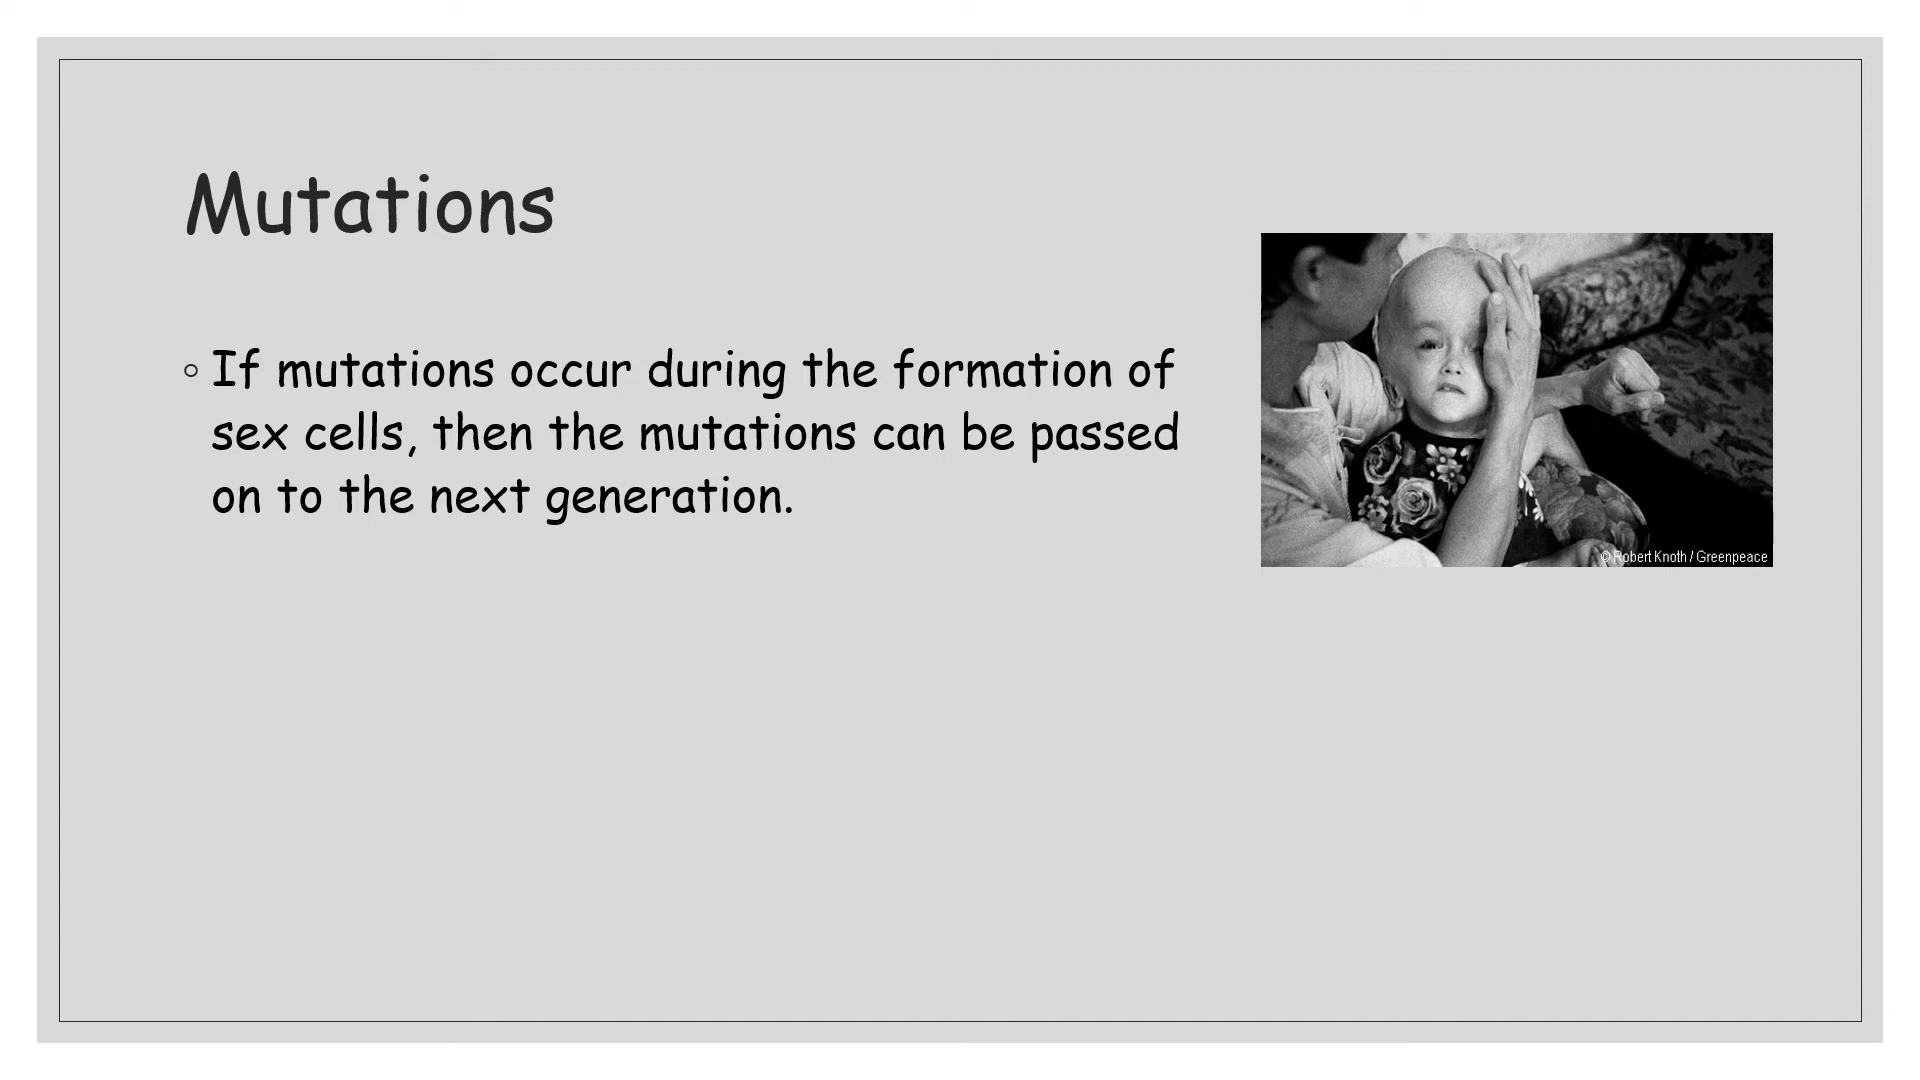 Mutations
◦ If mutations occur during the formation of
sex cells, then the mutations can be passed
on to the next generation.
© Robert Knoth / Greenpeace